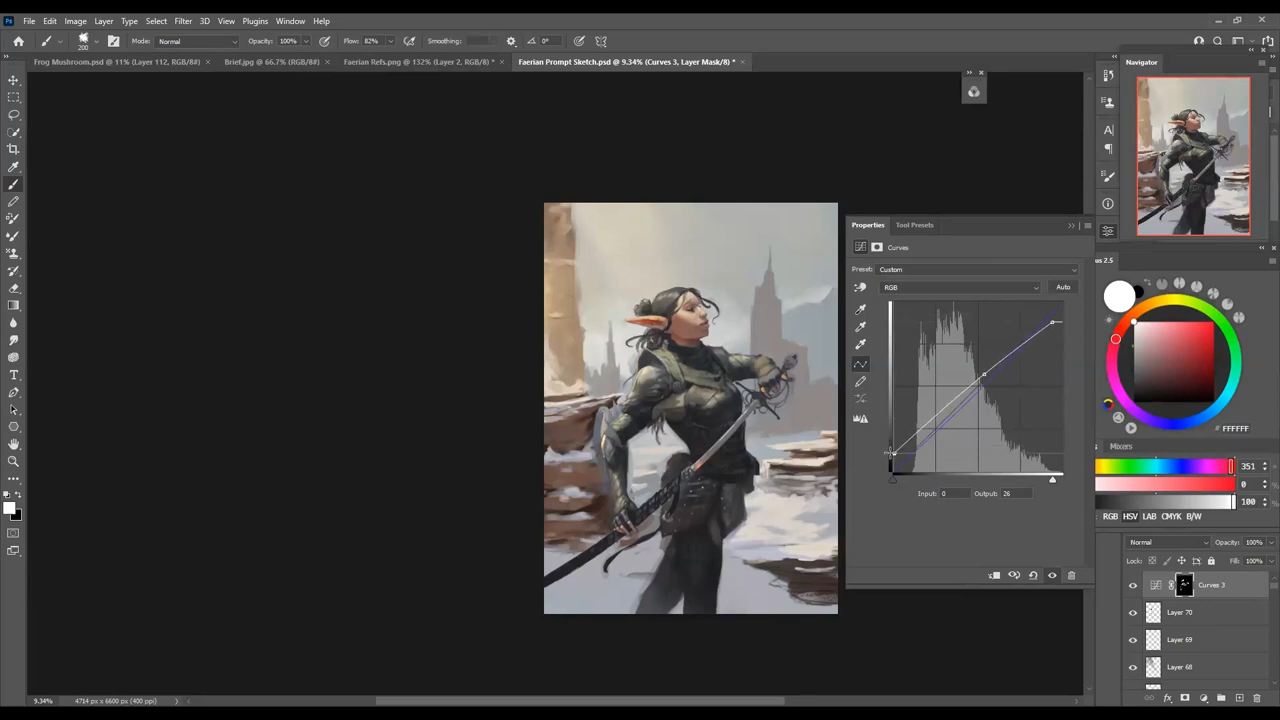 Ps File Edit Image Layer Type Select Filter 3D View Plugins Window Help
200 Mode: Normal Opacity: 100% Flow: 82% Smoothing: 0°
Frog Mushroom.psd @ 11% (Layer 112, RGB/8#) × Brief.jpg @ 66.7% (RGB/8#) × Faerian Refs.png @ 132% (Layer 2, RGB/8*) * × Faerian Prompt Sketch.psd @ 9.34% (Curves 3, Layer Mask/8) * ×
Navigator
Properties Tool Presets
Curves
Preset: Custom
RGB Auto
us 2.5
# FFFFFF
Mixers
351
0
100
RGB HSV LAB CMYK B/W
Input: 0 Output: 26
Normal Opacity: 100%
Lock: Fill: 100%
Curves 3
Layer 70
Layer 69
Layer 68
9.34% 4714 px x 6600 px (400 ppi)